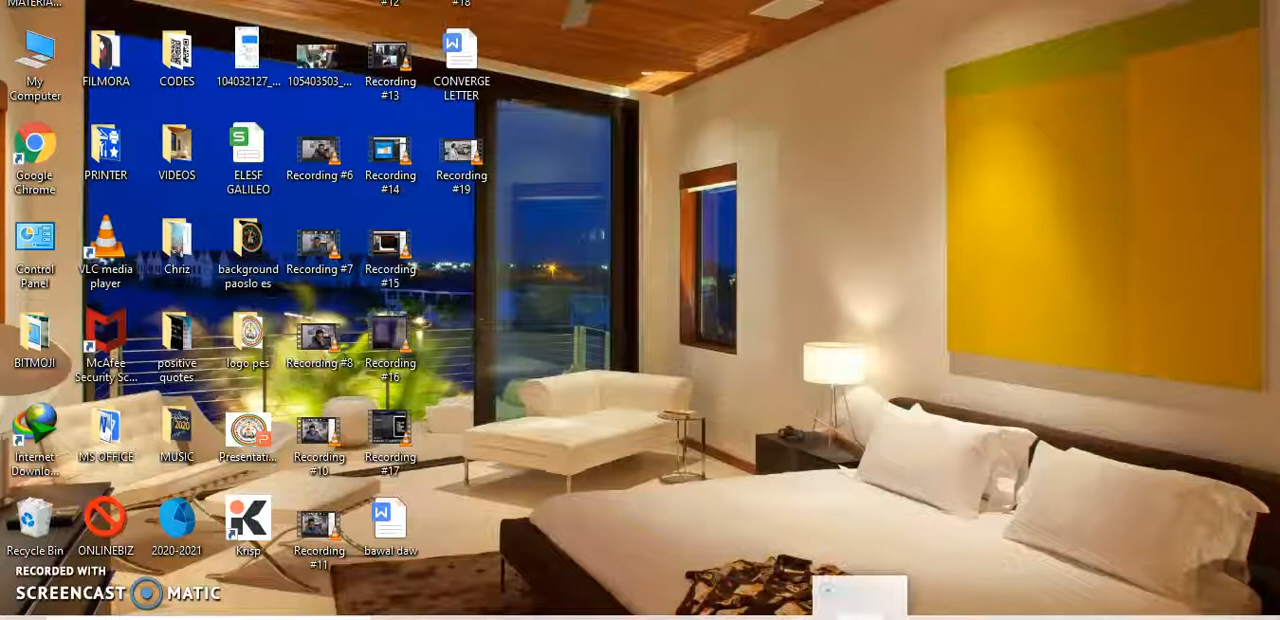 MATERIA...
#12
#18
My Computer
FILMORA
CODES
104032127_...
105403503_...
Recording #13
CONVERGE LETTER
Google Chrome
PRINTER
VIDEOS
ELESF GALILEO
Recording #6
Recording #14
Recording #19
Control Panel
VLC media player
Chriz
background paoslo es
Recording #7
Recording #15
BITMOJI
McAfee Security Sc...
positive quotes
logo pes
Recording #8
Recording #16
Internet Downlo...
MS OFFICE
MUSIC
Presentati...
Recording #10
Recording #17
Recycle Bin
ONLINEBIZ
2020-2021
Krisp
Recording #11
bawal daw
RECORDED WITH
SCREENCAST MATIC